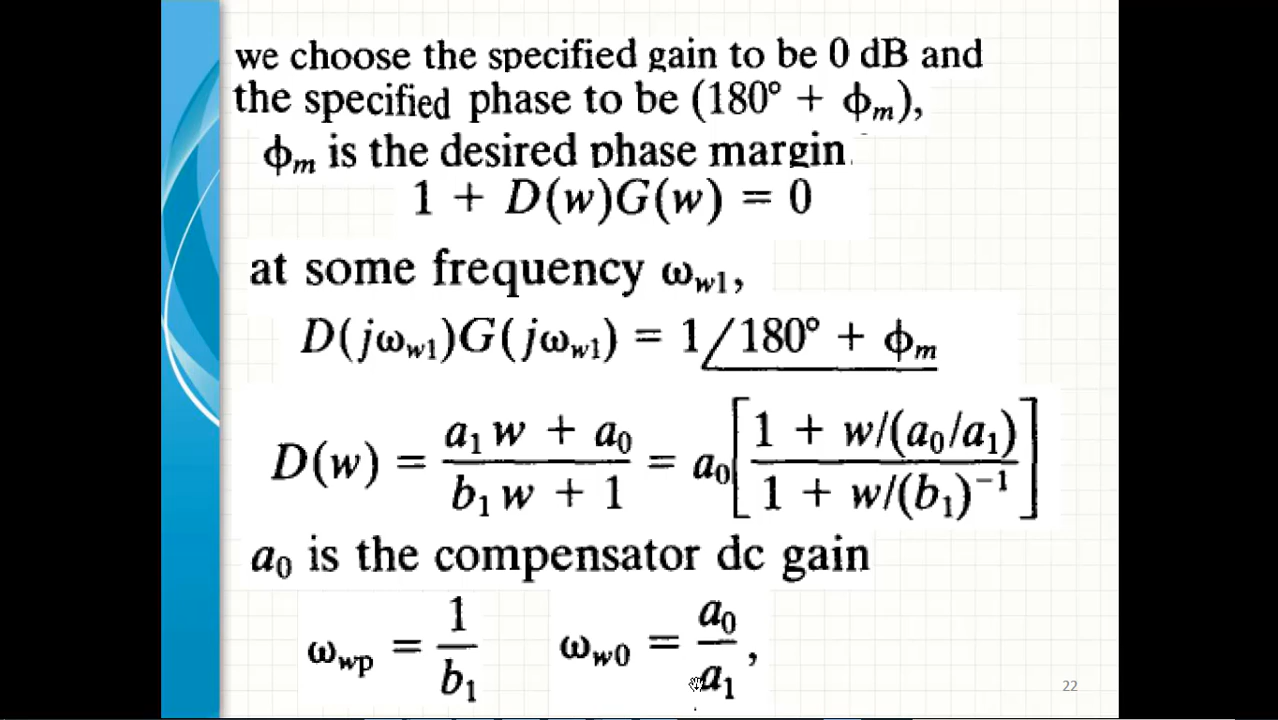 we choose the specified gain to be 0 dB and
the specified phase to be (180° + ϕm),
ϕm is the desired phase margin.
1 + D(w)G(w) = 0
at some frequency ωw1,
D(jωw1)G(jωw1) = 1/180° + ϕm
D(w) = (a1w + a0)/(b1w + 1) = a0[(1 + w/(a0/a1))/(1 + w/(b1)⁻¹)]
a0 is the compensator dc gain
ωwp = 1/b1 ωw0 = a0/a1,
22